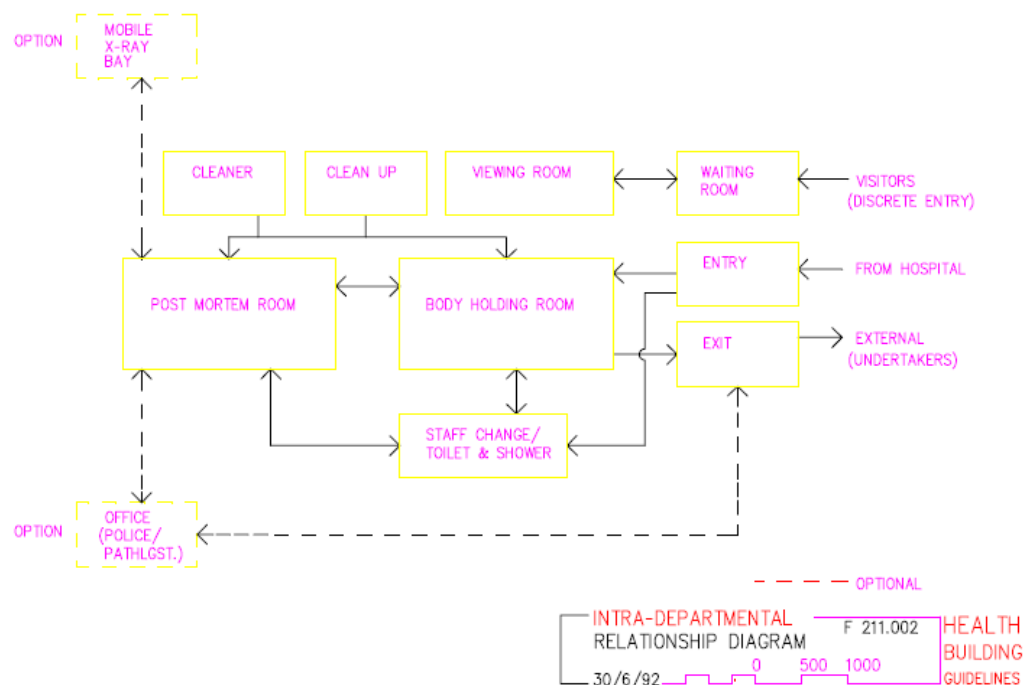 OPTION
MOBILE
X-RAY
BAY
CLEANER
CLEAN UP
VIEWING ROOM
WAITING
ROOM
VISITORS
(DISCRETE ENTRY)
POST MORTEM ROOM
BODY HOLDING ROOM
ENTRY
FROM HOSPITAL
EXIT
EXTERNAL
(UNDERTAKERS)
STAFF CHANGE/
TOILET & SHOWER
OPTION
OFFICE
(POLICE/
PATHLGST.)
OPTIONAL
INTRA-DEPARTMENTAL
RELATIONSHIP DIAGRAM
F 211.002
30/6/92
0 500 1000
HEALTH
BUILDING
GUIDELINES